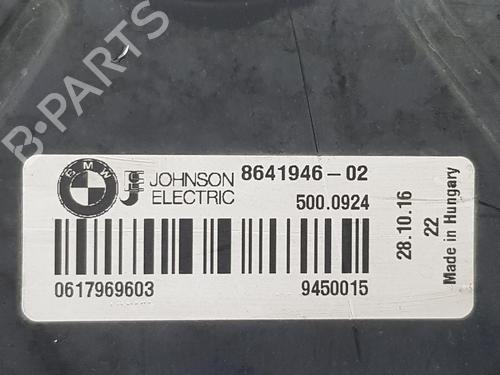 B-PARTS
BMW
JOHNSON
ELECTRIC
8641946-02
500.0924
0617969603
9450015
28.10.16
22
Made in Hungary